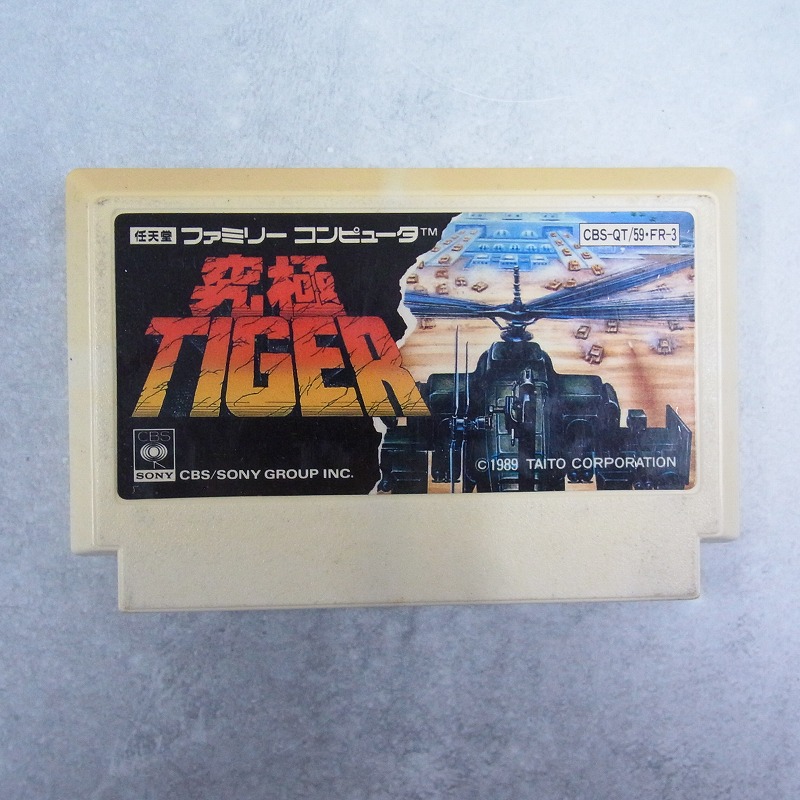 任天堂 ファミリー コンピュータ™
CBS-QT/59・FR-3
究極
TIGER
CBS
SONY
CBS/SONY GROUP INC.
©1989 TAITO CORPORATION